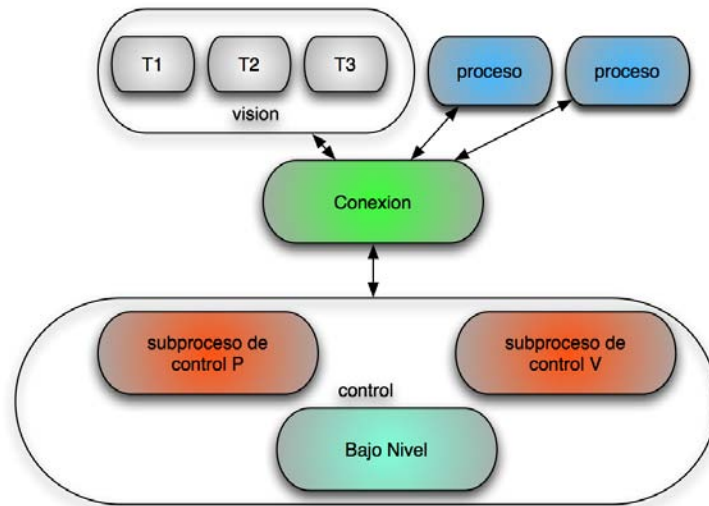 T1
T2
T3
vision
proceso
proceso
Conexion
subproceso de
control P
subproceso de
control V
control
Bajo Nivel